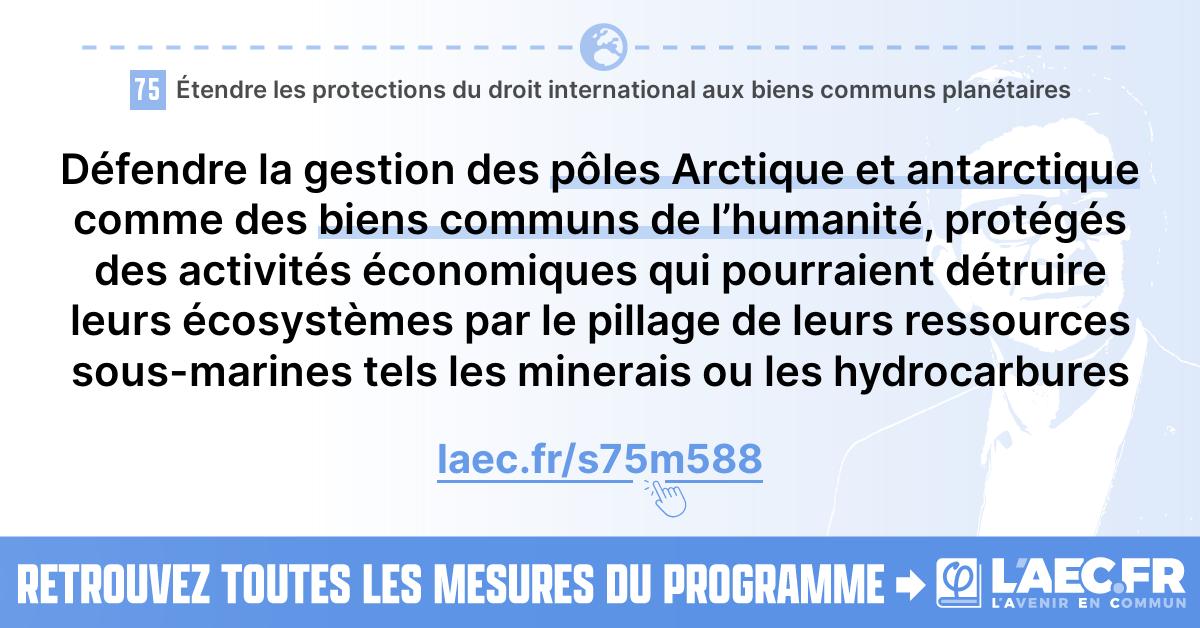 75 Étendre les protections du droit international aux biens communs planétaires
Défendre la gestion des pôles Arctique et antarctique
comme des biens communs de l’humanité, protégés
des activités économiques qui pourraient détruire
leurs écosystèmes par le pillage de leurs ressources
sous-marines tels les minerais ou les hydrocarbures
laec.fr/s75m588
RETROUVEZ TOUTES LES MESURES DU PROGRAMME
φ L'AEC.FR
L'AVENIR EN COMMUN